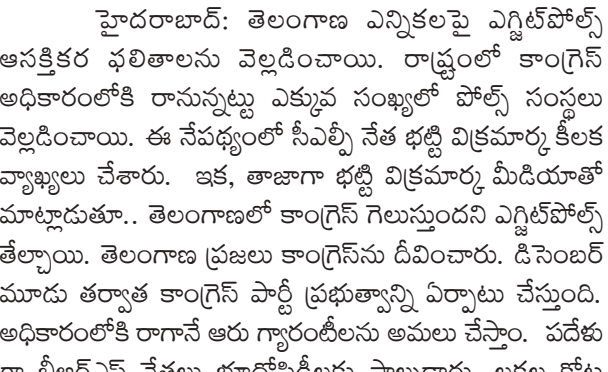 హైదరాబాద్: తెలంగాణ ఎన్నికలపై ఎగ్జిట్‌పోల్స్
ఆసక్తికర ఫలితాలను వెల్లడించాయి. రాష్ట్రంలో కాంగ్రెస్
అధికారంలోకి రానున్నట్టు ఎక్కువ సంఖ్యలో పోల్స్ సంస్థలు
వెల్లడించాయి. ఈ నేపథ్యంలో సీఎల్పీ నేత భట్టి విక్రమార్క కీలక
వ్యాఖ్యలు చేశారు. ఇక, తాజాగా భట్టి విక్రమార్క మీడియాతో
మాట్లాడుతూ.. తెలంగాణలో కాంగ్రెస్ గెలుస్తుందని ఎగ్జిట్‌పోల్స్
తేల్చాయి. తెలంగాణ ప్రజలు కాంగ్రెస్‌ను దీవించారు. డిసెంబర్
మూడు తర్వాత కాంగ్రెస్ పార్టీ ప్రభుత్వాన్ని ఏర్పాటు చేస్తుంది.
అధికారంలోకి రాగానే ఆరు గ్యారంటీలను అమలు చేస్తాం. పదేళ్లు